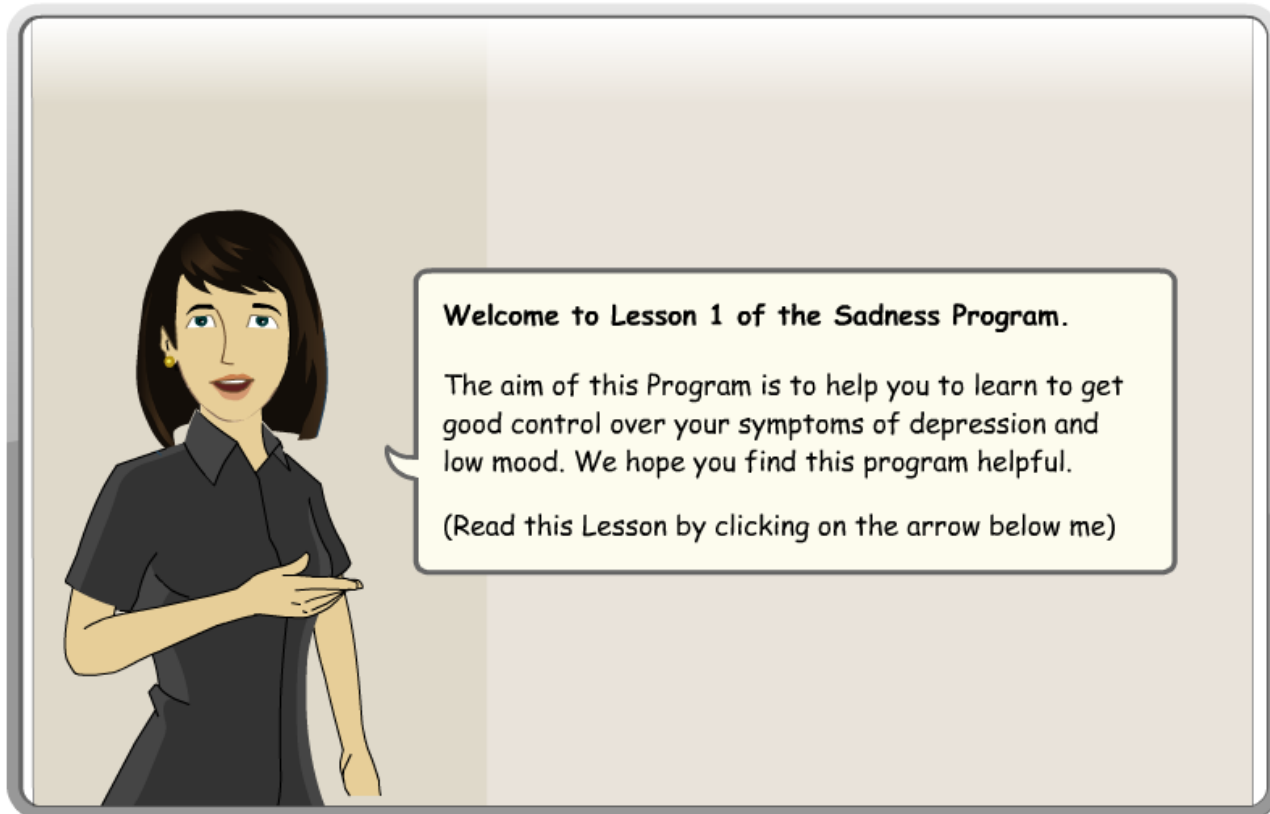 Welcome to Lesson 1 of the Sadness Program.
The aim of this Program is to help you to learn to get
good control over your symptoms of depression and
low mood. We hope you find this program helpful.
(Read this Lesson by clicking on the arrow below me)